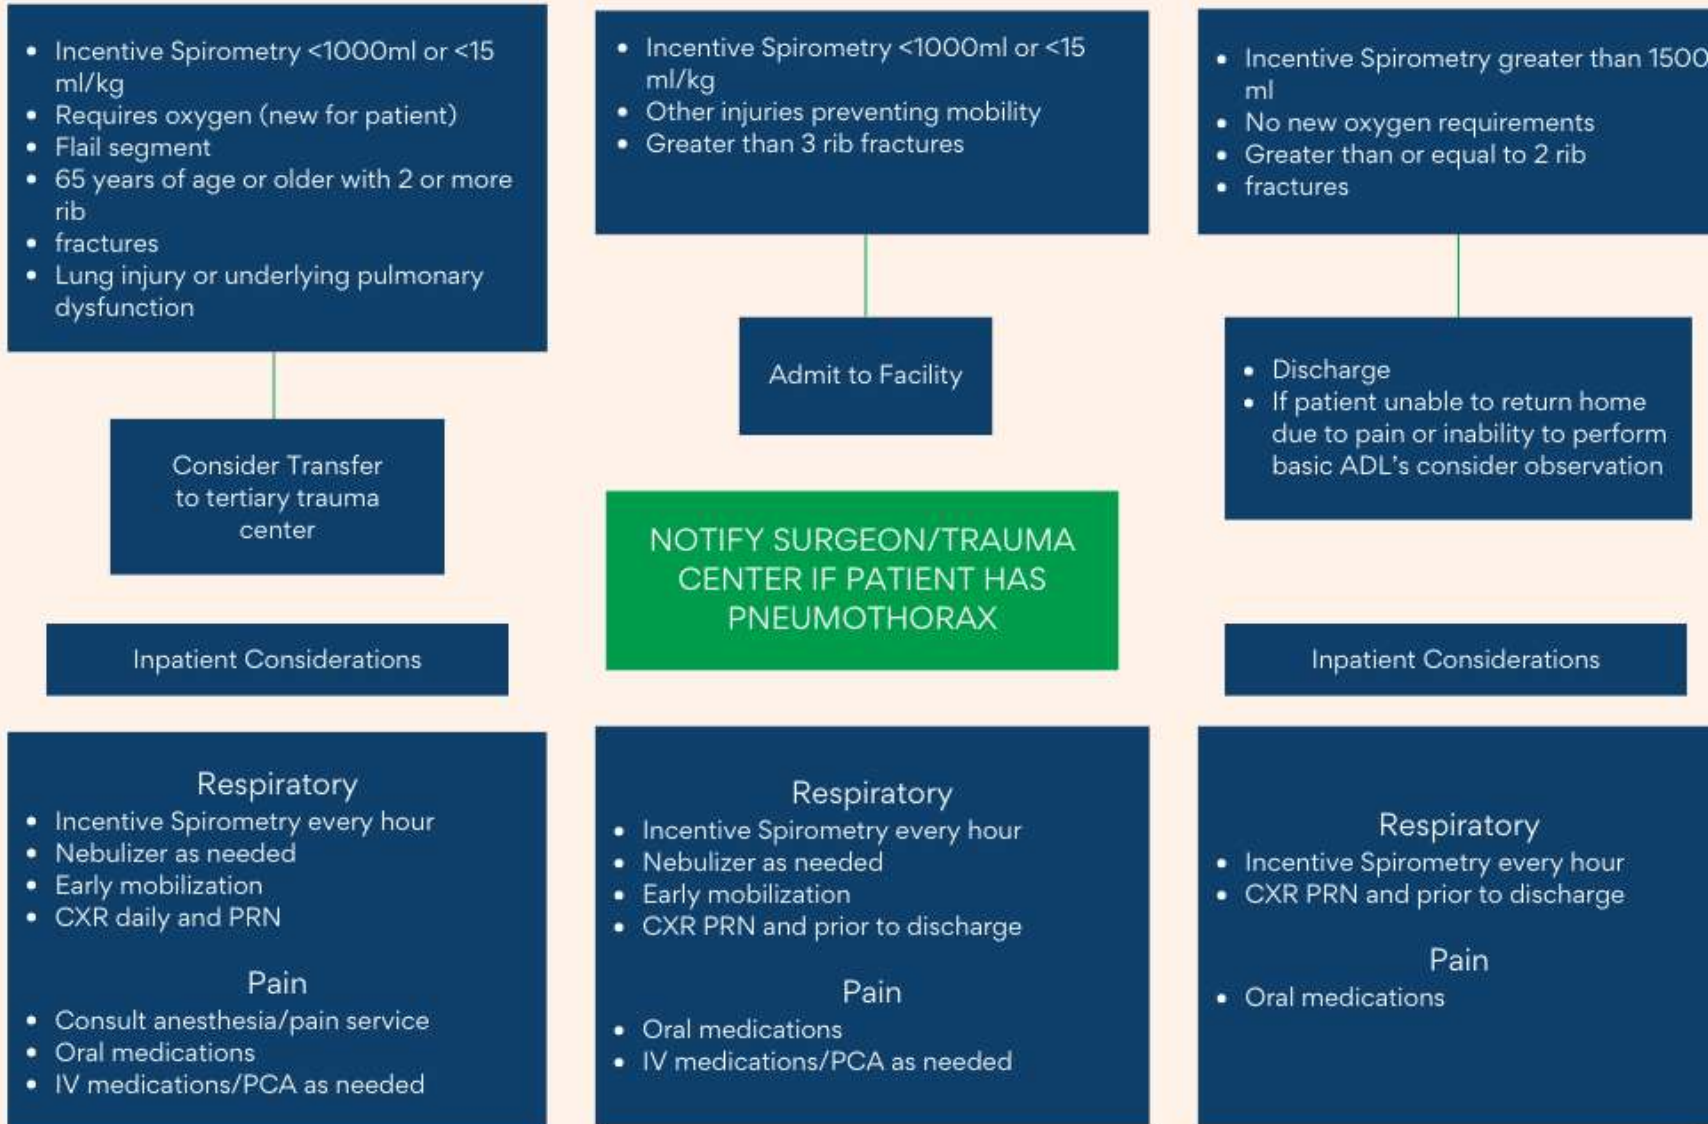 • Incentive Spirometry <1000ml or <15
ml/kg
• Requires oxygen (new for patient)
• Flail segment
• 65 years of age or older with 2 or more
rib
• fractures
• Lung injury or underlying pulmonary
dysfunction
Consider Transfer
to tertiary trauma
center
• Incentive Spirometry <1000ml or <15
ml/kg
• Other injuries preventing mobility
• Greater than 3 rib fractures
Admit to Facility
• Incentive Spirometry greater than 1500
ml
• No new oxygen requirements
• Greater than or equal to 2 rib
• fractures
• Discharge
• If patient unable to return home
due to pain or inability to perform
basic ADL's consider observation
NOTIFY SURGEON/TRAUMA
CENTER IF PATIENT HAS
PNEUMOTHORAX
Inpatient Considerations
Inpatient Considerations
Respiratory
• Incentive Spirometry every hour
• Nebulizer as needed
• Early mobilization
• CXR daily and PRN
Pain
• Consult anesthesia/pain service
• Oral medications
• IV medications/PCA as needed
Respiratory
• Incentive Spirometry every hour
• Nebulizer as needed
• Early mobilization
• CXR PRN and prior to discharge
Pain
• Oral medications
• IV medications/PCA as needed
Respiratory
• Incentive Spirometry every hour
• CXR PRN and prior to discharge
Pain
• Oral medications